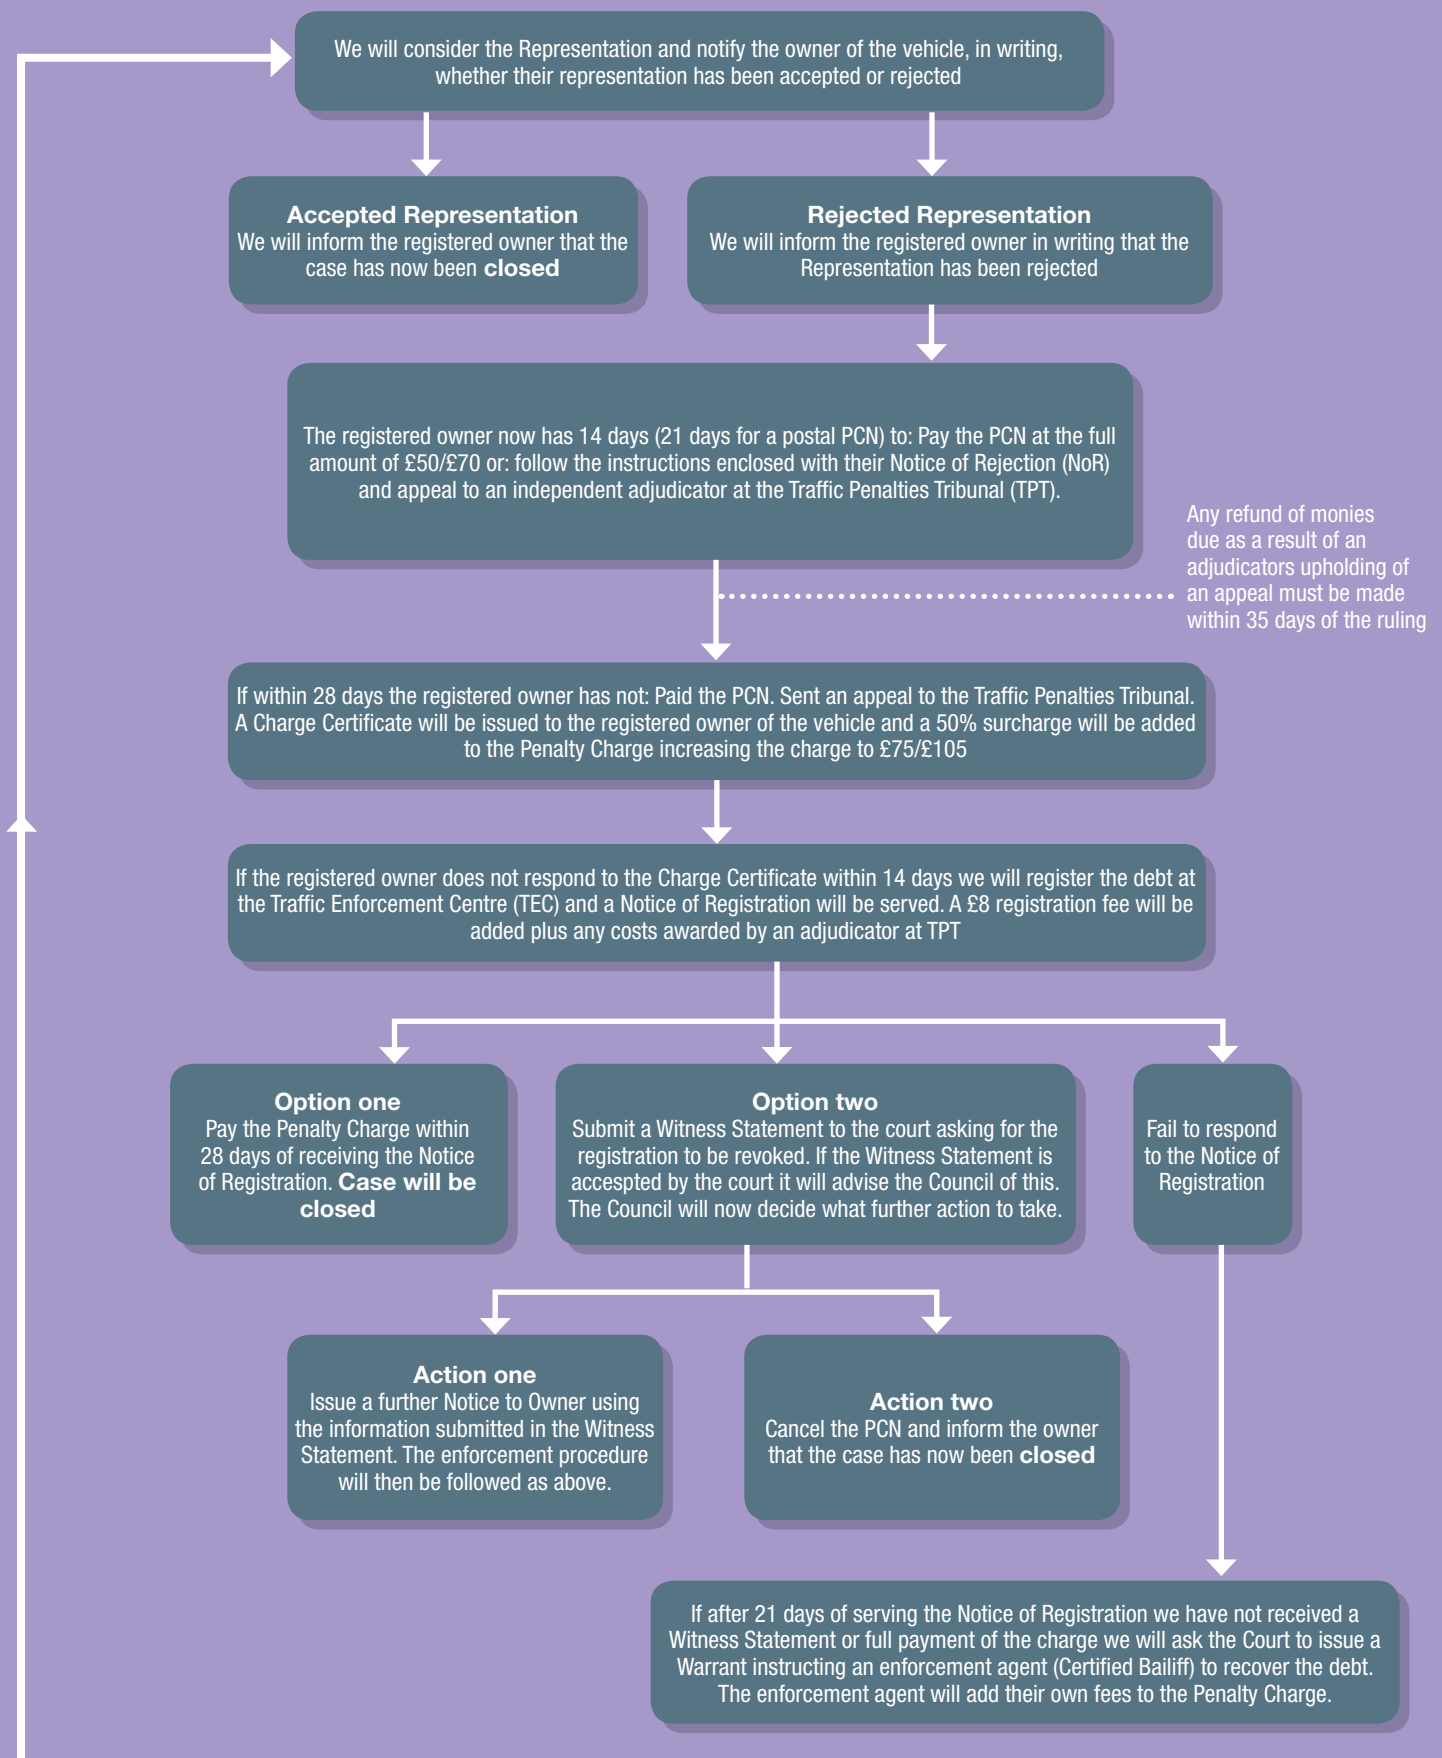 We will consider the Representation and notify the owner of the vehicle, in writing,
whether their representation has been accepted or rejected
Accepted Representation
We will inform the registered owner that the
case has now been closed
Rejected Representation
We will inform the registered owner in writing that the
Representation has been rejected
The registered owner now has 14 days (21 days for a postal PCN) to: Pay the PCN at the full
amount of £50/£70 or: follow the instructions enclosed with their Notice of Rejection (NoR)
and appeal to an independent adjudicator at the Traffic Penalties Tribunal (TPT).
Any refund of monies
due as a result of an
adjudicators upholding of
an appeal must be made
within 35 days of the ruling
If within 28 days the registered owner has not: Paid the PCN. Sent an appeal to the Traffic Penalties Tribunal.
A Charge Certificate will be issued to the registered owner of the vehicle and a 50% surcharge will be added
to the Penalty Charge increasing the charge to £75/£105
If the registered owner does not respond to the Charge Certificate within 14 days we will register the debt at
the Traffic Enforcement Centre (TEC) and a Notice of Registration will be served. A £8 registration fee will be
added plus any costs awarded by an adjudicator at TPT
Option one
Pay the Penalty Charge within
28 days of receiving the Notice
of Registration. Case will be
closed
Option two
Submit a Witness Statement to the court asking for the
registration to be revoked. If the Witness Statement is
accespted by the court it will advise the Council of this.
The Council will now decide what further action to take.
Fail to respond
to the Notice of
Registration
Action one
Issue a further Notice to Owner using
the information submitted in the Witness
Statement. The enforcement procedure
will then be followed as above.
Action two
Cancel the PCN and inform the owner
that the case has now been closed
If after 21 days of serving the Notice of Registration we have not received a
Witness Statement or full payment of the charge we will ask the Court to issue a
Warrant instructing an enforcement agent (Certified Bailiff) to recover the debt.
The enforcement agent will add their own fees to the Penalty Charge.